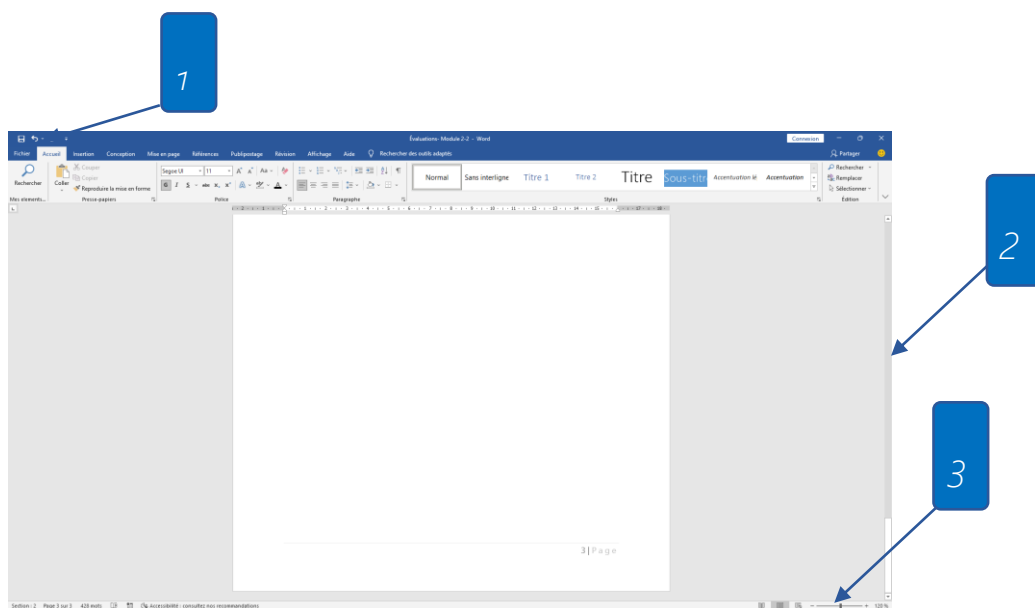 1
Évaluations- Module 2-2 - Word
Connexion
Fichier Accueil Insertion Conception Mise en page Références Publipostage Révision Affichage Aide Rechercher des outils adaptés
Partager
Rechercher
Coller
Couper
Copier
Reproduire la mise en forme
Segoe UI 11
G I S abc
Normal
Sans interligne
Titre 1
Titre 2
Titre
Sous-titr
Accentuation
Rechercher
Remplacer
Sélectionner
Mes éléments... Presse-papiers Police Paragraphe Styles Édition
2
3
3 | Page
Section : 2 Page 3 sur 3 428 mots Accessibilité : consultez nos recommandations
120 %